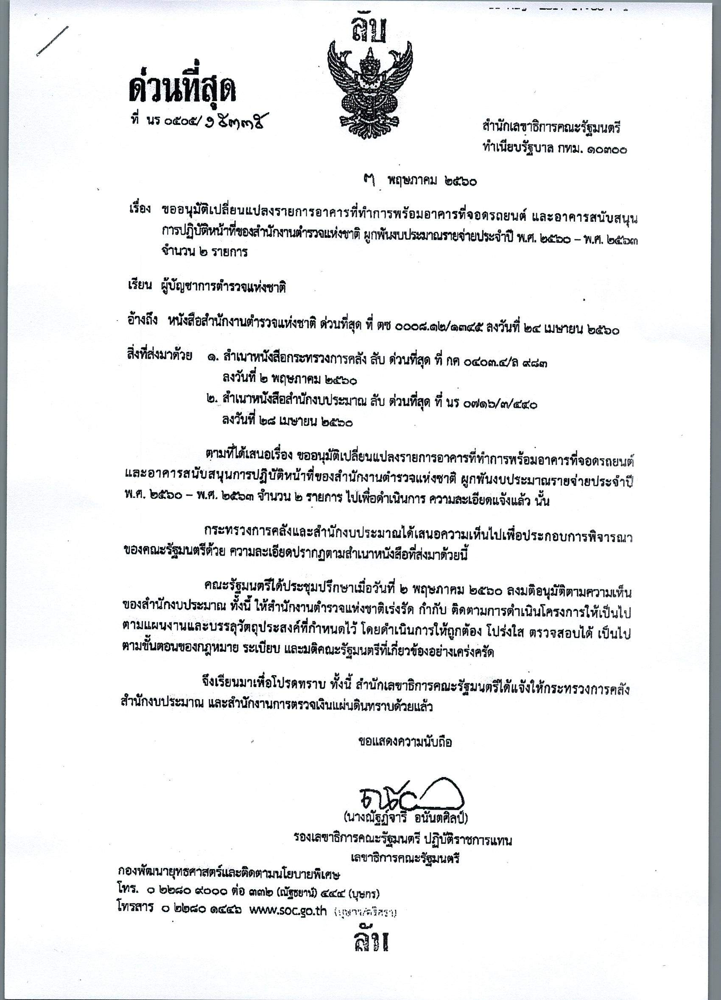 ลับ
ด่วนที่สุด
ที่ นร ๐๕๐๕/
สำนักเลขาธิการคณะรัฐมนตรี
ทำเนียบรัฐบาล กทม. ๑๐๓๐๐
๓ พฤษภาคม ๒๕๖๐
เรื่อง ขออนุมัติเปลี่ยนแปลงรายการอาคารที่ทำการพร้อมอาคารที่จอดรถยนต์ และอาคารสนับสนุน
การปฏิบัติหน้าที่ของสำนักงานตำรวจแห่งชาติ ผูกพันงบประมาณรายจ่ายประจำปี พ.ศ. ๒๕๖๐ – พ.ศ. ๒๕๖๓
จำนวน ๒ รายการ
เรียน ผู้บัญชาการตำรวจแห่งชาติ
อ้างถึง หนังสือสำนักงานตำรวจแห่งชาติ ด่วนที่สุด ที่ ตช ๐๐๐๘.๑๒/๑๓๔๕ ลงวันที่ ๒๔ เมษายน ๒๕๖๐
สิ่งที่ส่งมาด้วย ๑. สำเนาหนังสือกระทรวงการคลัง ลับ ด่วนที่สุด ที่ กค ๐๔๐๓.๔/ล ๙๘๓
ลงวันที่ ๒ พฤษภาคม ๒๕๖๐
๒. สำเนาหนังสือสำนักงบประมาณ ลับ ด่วนที่สุด ที่ นร ๐๗๑๖/๓/๔๔๐
ลงวันที่ ๒๘ เมษายน ๒๕๖๐
ตามที่ได้เสนอเรื่อง ขออนุมัติเปลี่ยนแปลงรายการอาคารที่ทำการพร้อมอาคารที่จอดรถยนต์
และอาคารสนับสนุนการปฏิบัติหน้าที่ของสำนักงานตำรวจแห่งชาติ ผูกพันงบประมาณรายจ่ายประจำปี
พ.ศ. ๒๕๖๐ – พ.ศ. ๒๕๖๓ จำนวน ๒ รายการ ไปเพื่อดำเนินการ ความละเอียดแจ้งแล้ว นั้น
กระทรวงการคลังและสำนักงบประมาณได้เสนอความเห็นไปเพื่อประกอบการพิจารณา
ของคณะรัฐมนตรีด้วย ความละเอียดปรากฏตามสำเนาหนังสือที่ส่งมาด้วยนี้
คณะรัฐมนตรีได้ประชุมปรึกษาเมื่อวันที่ ๒ พฤษภาคม ๒๕๖๐ ลงมติอนุมัติตามความเห็น
ของสำนักงบประมาณ ทั้งนี้ ให้สำนักงานตำรวจแห่งชาติเร่งรัด กำกับ ติดตามการดำเนินโครงการให้เป็นไป
ตามแผนงานและบรรลุวัตถุประสงค์ที่กำหนดไว้ โดยดำเนินการให้ถูกต้อง โปร่งใส ตรวจสอบได้ เป็นไป
ตามขั้นตอนของกฎหมาย ระเบียบ และมติคณะรัฐมนตรีที่เกี่ยวข้องอย่างเคร่งครัด
จึงเรียนมาเพื่อโปรดทราบ ทั้งนี้ สำนักเลขาธิการคณะรัฐมนตรีได้แจ้งให้กระทรวงการคลัง
สำนักงบประมาณ และสำนักงานการตรวจเงินแผ่นดินทราบด้วยแล้ว
ขอแสดงความนับถือ
(นางณัฐฏ์จารี อนันตศิลป์)
รองเลขาธิการคณะรัฐมนตรี ปฏิบัติราชการแทน
เลขาธิการคณะรัฐมนตรี
กองพัฒนายุทธศาสตร์และติดตามนโยบายพิเศษ
โทร. ๐ ๒๒๘๐ ๙๐๐๐ ต่อ ๓๓๒ (ณัฐธยาน์) ๔๔๔ (บุษกร)
โทรสาร ๐ ๒๒๘๐ ๑๔๔๖ www.soc.go.th
ลับ